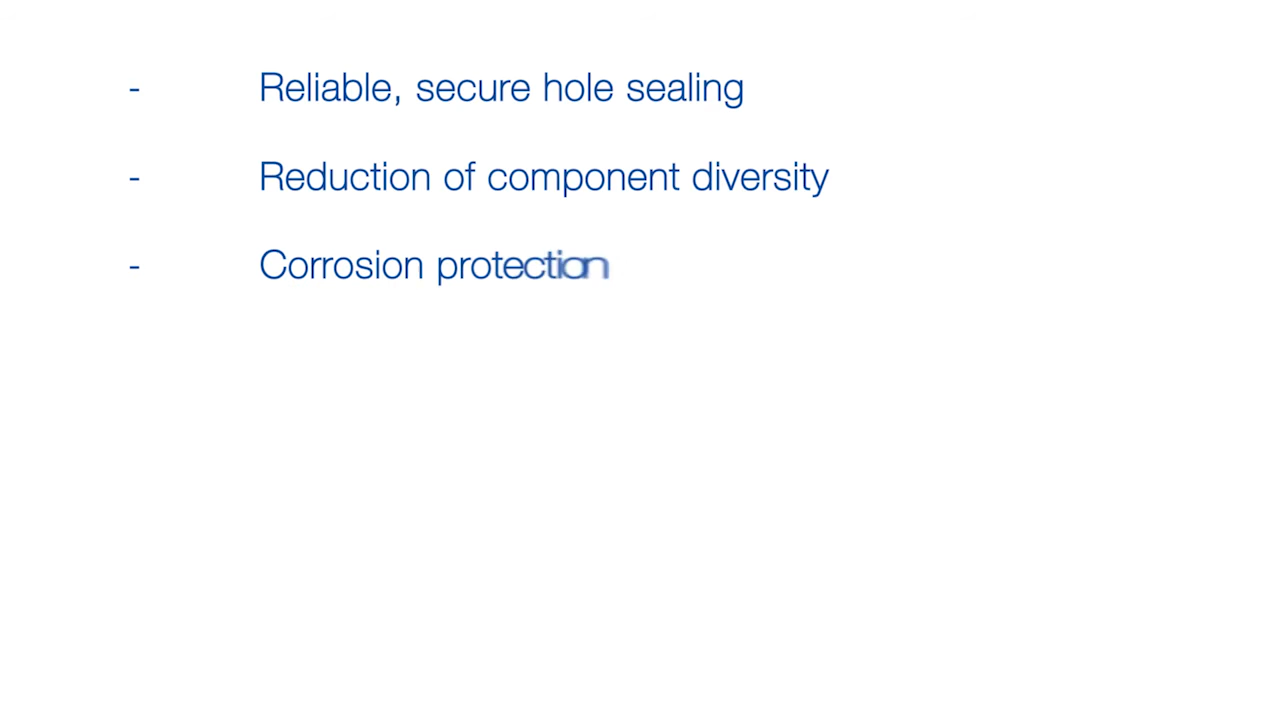 - Reliable, secure hole sealing
- Reduction of component diversity
- Corrosion protection